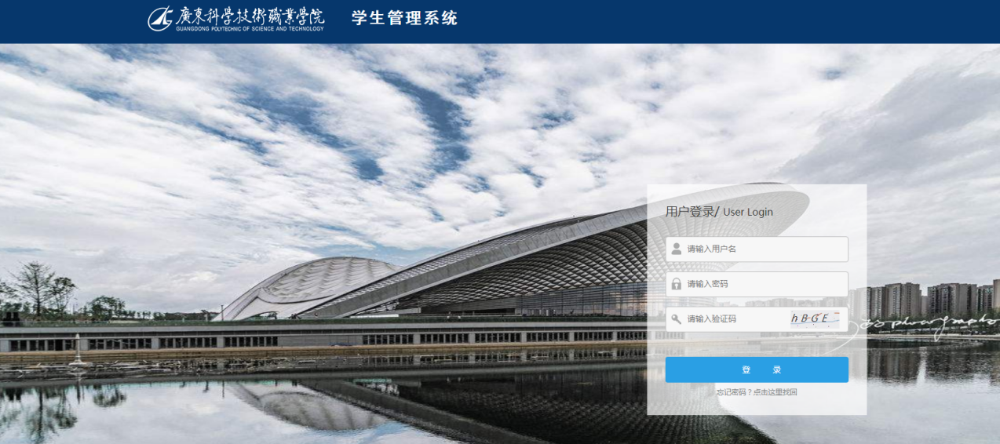 廣東科学技術職業学院
GUANGDONG POLYTECHNIC OF SCIENCE AND TECHNOLOGY
学生管理系统
用户登录/ User Login
请输入用户名
请输入密码
请输入验证码
hBGE
登 录
忘记密码？点击这里找回